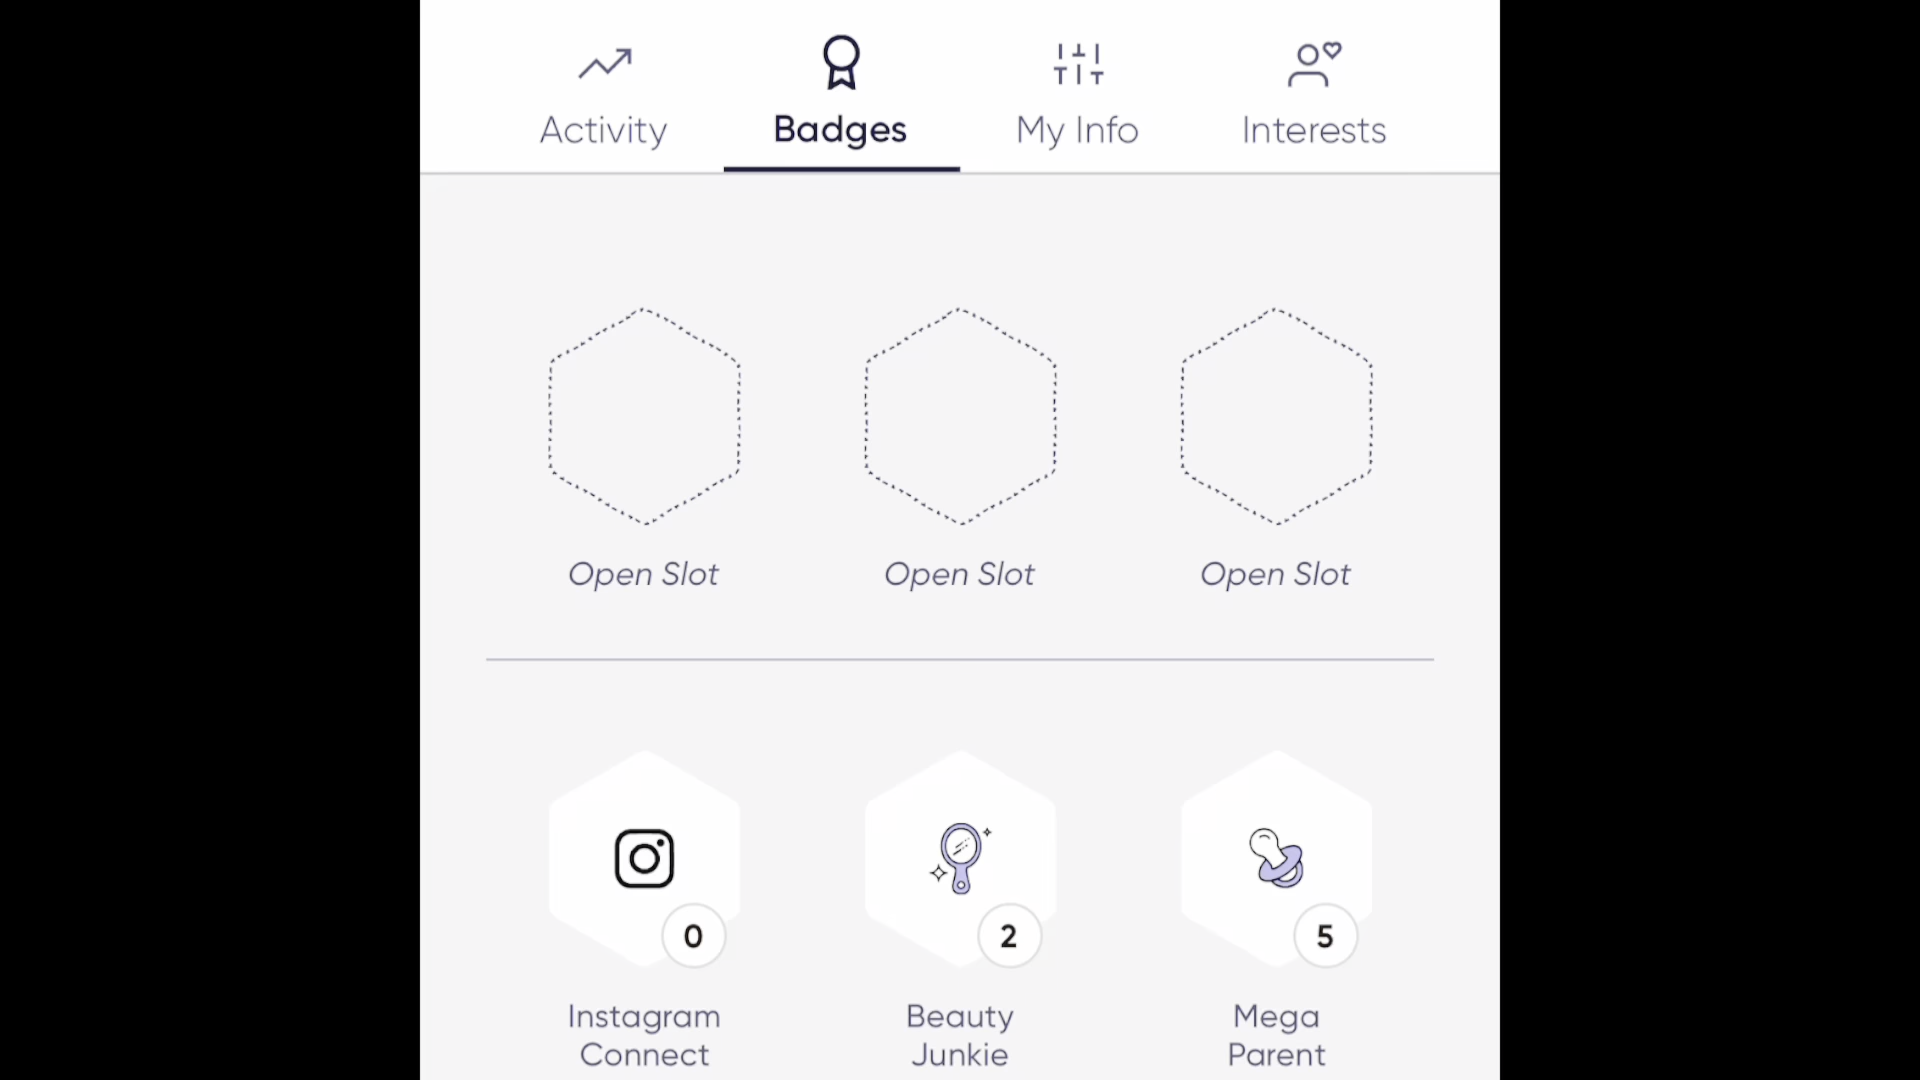 Activity
Badges
My Info
Interests
Open Slot
Open Slot
Open Slot
0
2
5
Instagram
Connect
Beauty
Junkie
Mega
Parent